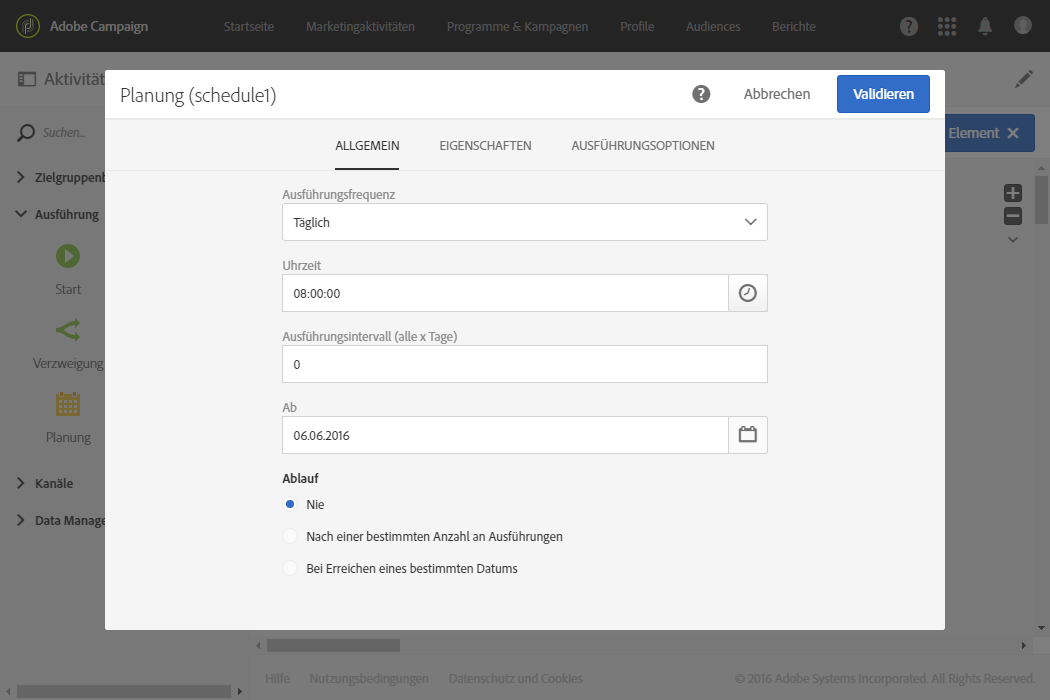 Adobe Campaign
Startseite Marketingaktivitäten Programme & Kampagnen Profile Audiences Berichte
Aktivität
Planung (schedule1)
Abbrechen
Validieren
Suchen...
Element
ALLGEMEIN EIGENSCHAFTEN AUSFÜHRUNGSOPTIONEN
Zielgruppenb
Ausführung
Start
Verzweigung
Planung
Kanäle
Data Manage
Ausführungsfrequenz
Täglich
Uhrzeit
08:00:00
Ausführungsintervall (alle x Tage)
0
Ab
06.06.2016
Ablauf
Nie
Nach einer bestimmten Anzahl an Ausführungen
Bei Erreichen eines bestimmten Datums
Hilfe Nutzungsbedingungen Datenschutz und Cookies © 2016 Adobe Systems Incorporated. All Rights Reserved.